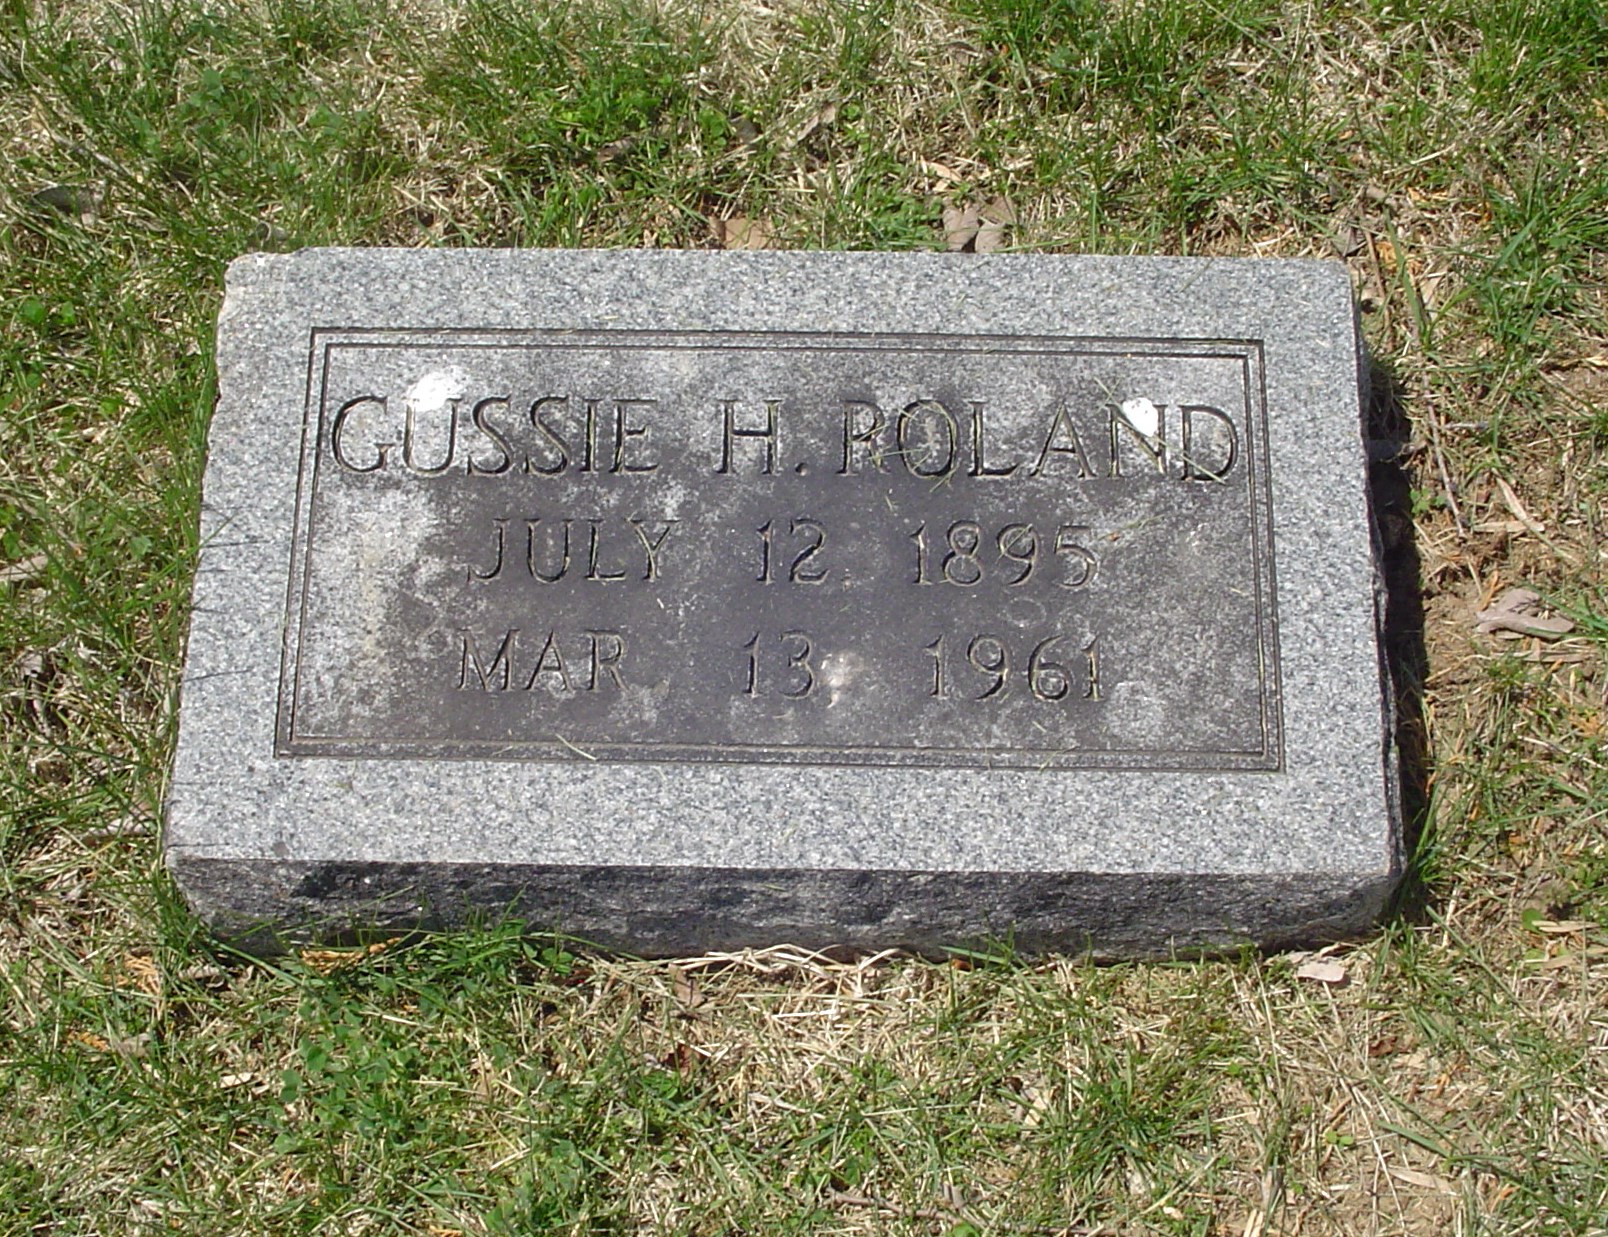 GUSSIE H. ROLAND
JULY 12, 1895
MAR 13, 1961